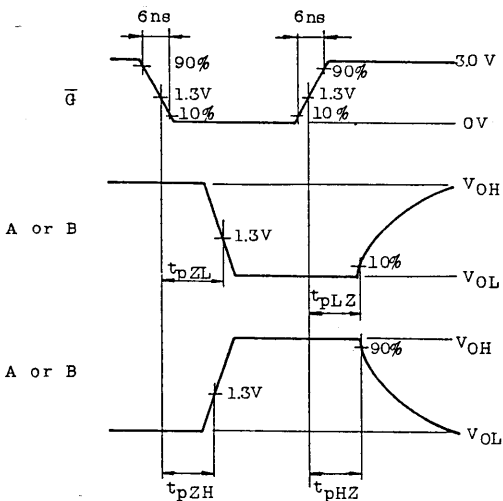 6ns 6ns
90% 90% 3.0 V
G̅ 1.3V 1.3V
10% 10% 0V
VOH
A or B 1.3V
10%
tpZL tpLZ VOL
VOH
90%
A or B 1.3V
VOL
tpZH tpHZ